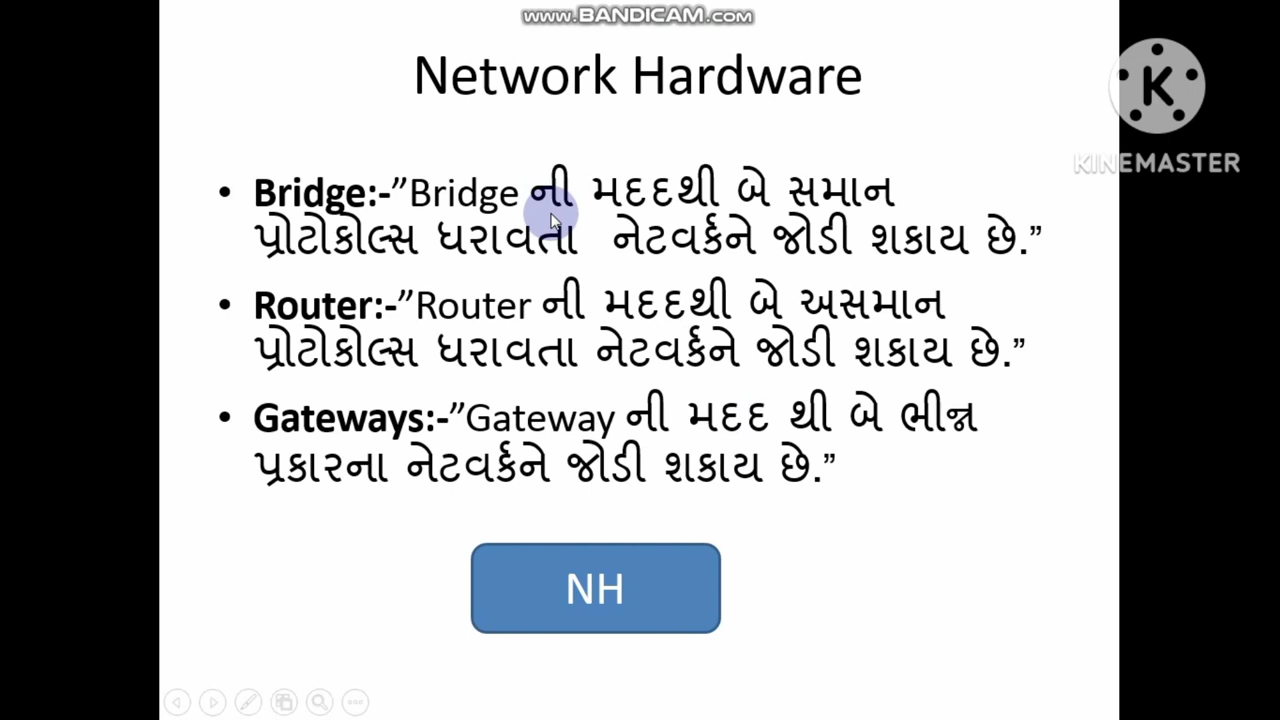 www.BANDICAM.com
Network Hardware
K
KINEMASTER
• Bridge:-”Bridge ની મદદથી બે સમાન
પ્રોટોકોલ્સ ધરાવતા નેટવર્કને જોડી શકાય છે.”
• Router:-”Router ની મદદથી બે અસમાન
પ્રોટોકોલ્સ ધરાવતા નેટવર્કને જોડી શકાય છે.”
• Gateways:-”Gateway ની મદદ થી બે ભીન્ન
પ્રકારના નેટવર્કને જોડી શકાય છે.”
NH